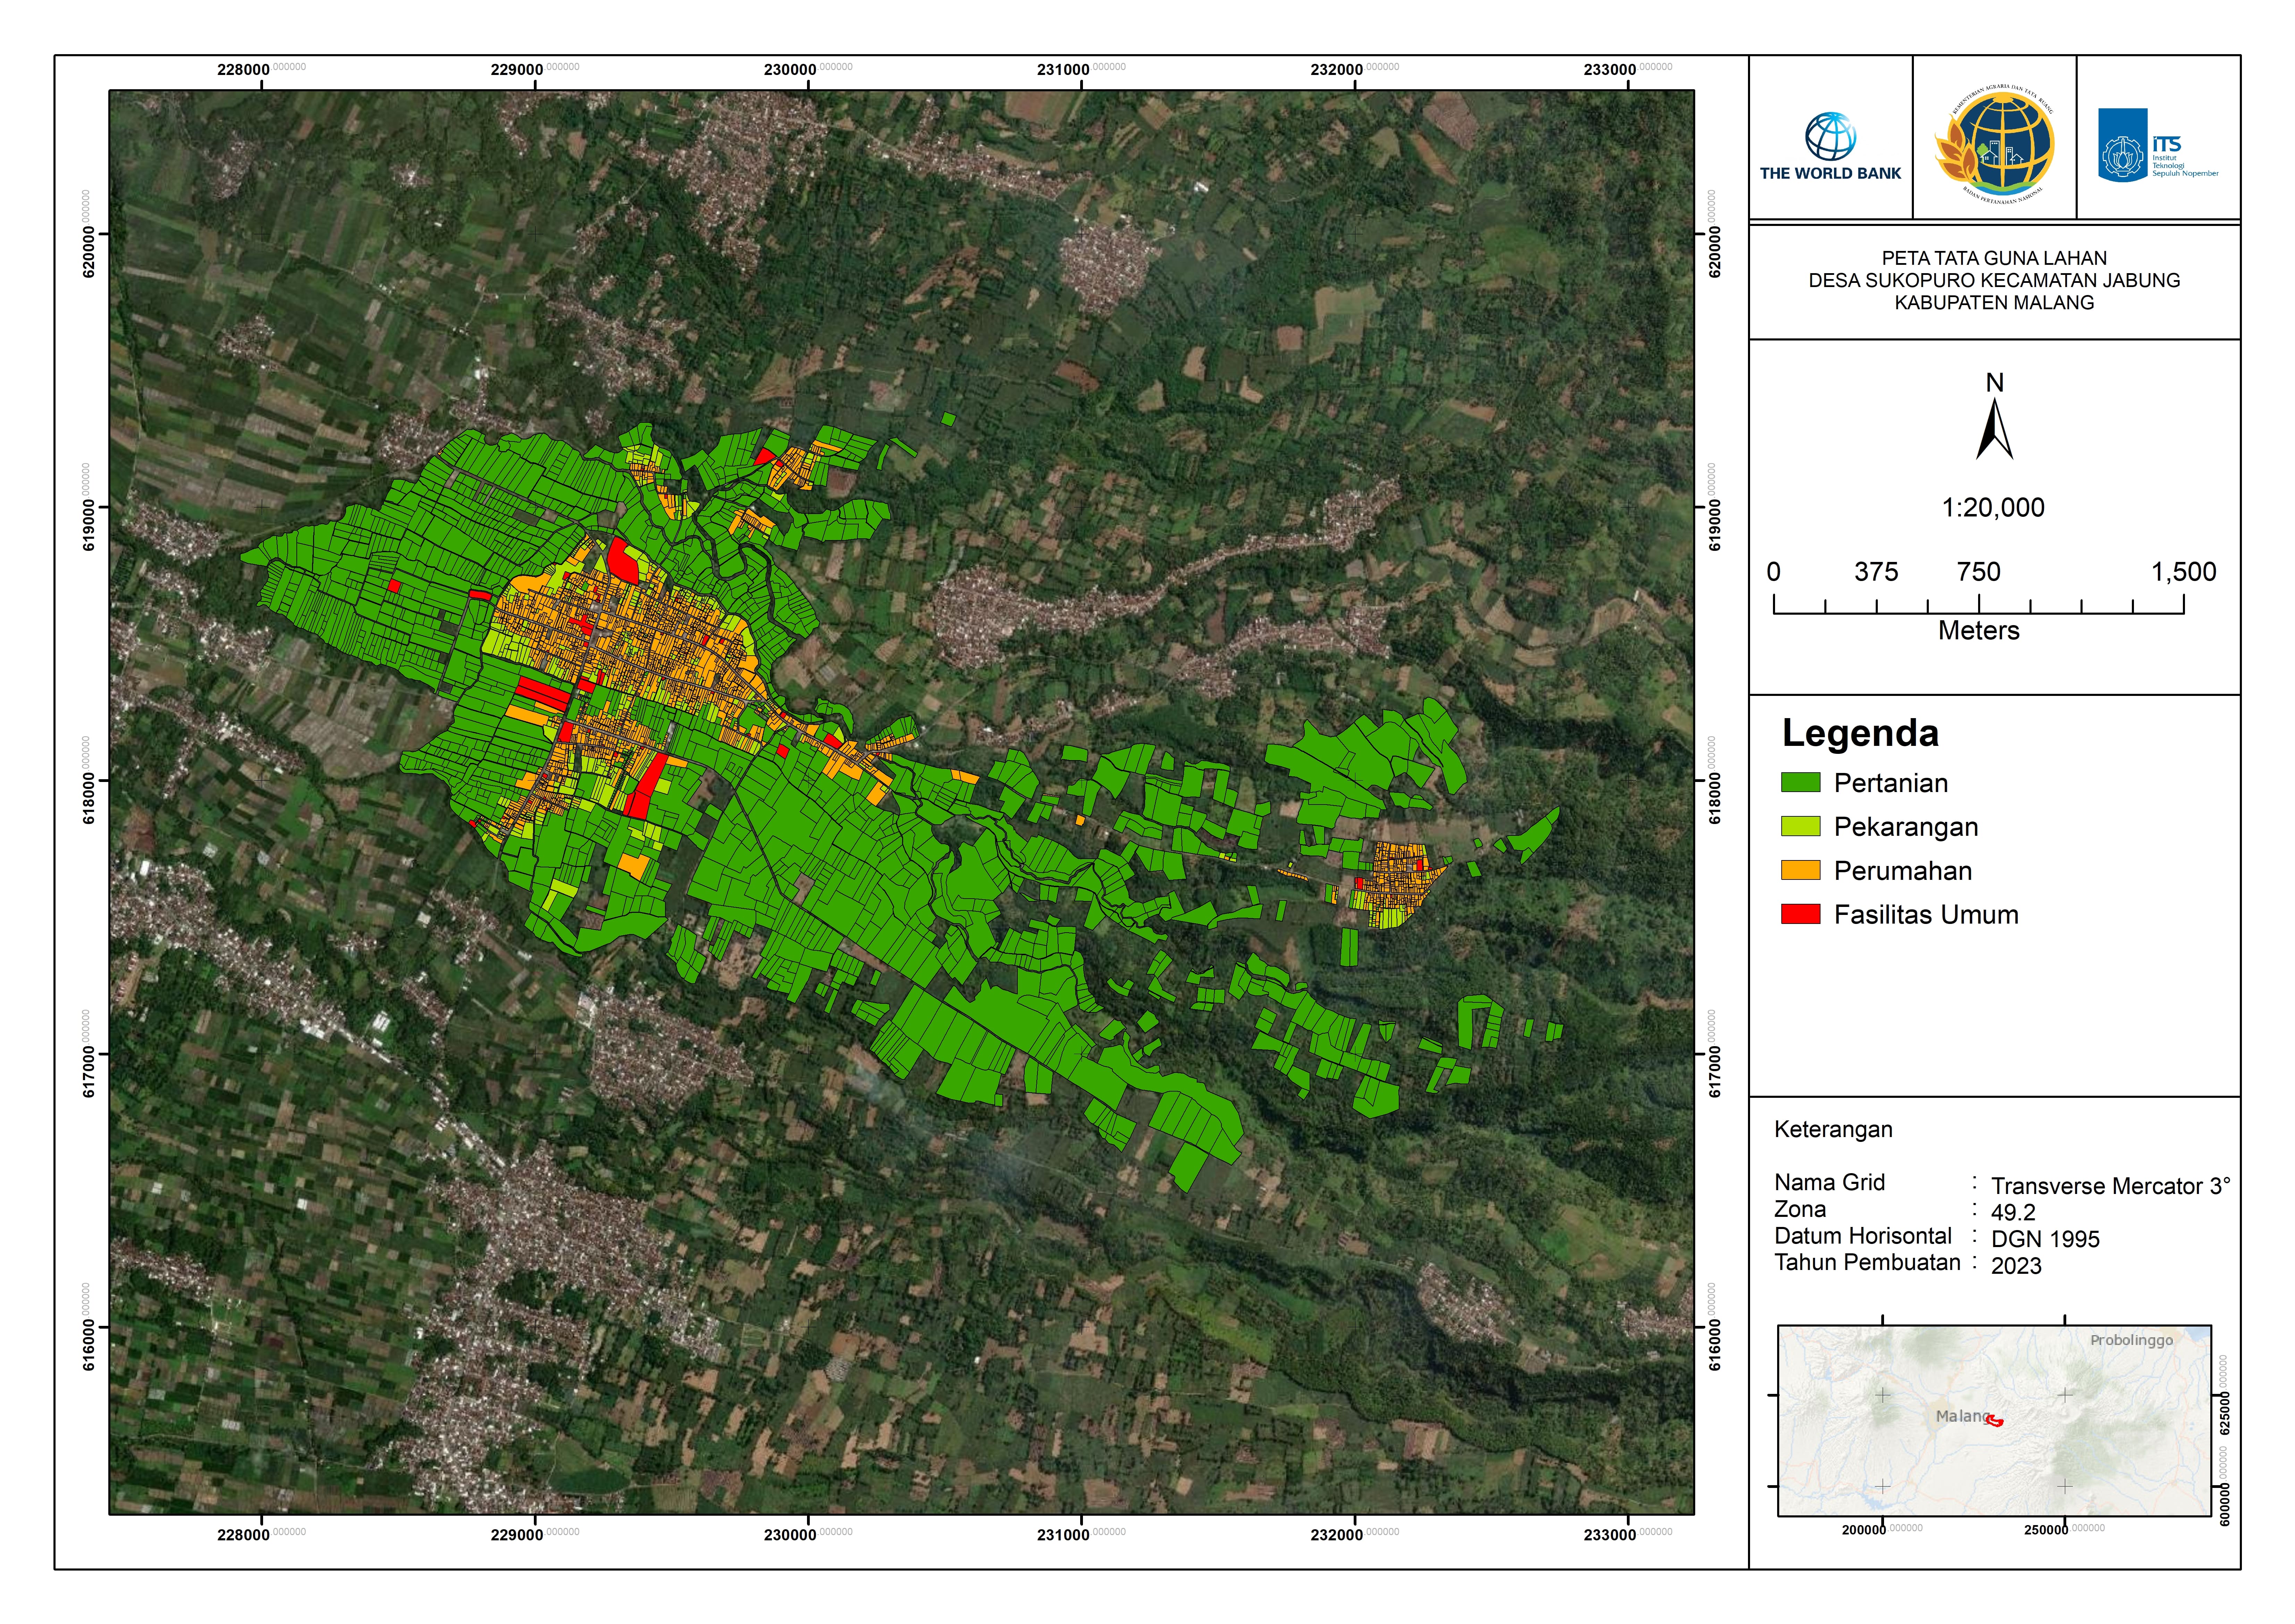 228000.000000 229000.000000 230000.000000 231000.000000 232000.000000 233000.000000
620000.000000
619000.000000
618000.000000
617000.000000
616000.000000
620000.000000
619000.000000
618000.000000
617000.000000
616000.000000
228000.000000 229000.000000 230000.000000 231000.000000 232000.000000 233000.000000
THE WORLD BANK
KEMENTERIAN AGRARIA DAN TATA RUANG
BADAN PERTANAHAN NASIONAL
ITS
Institut
Teknologi
Sepuluh Nopember
PETA TATA GUNA LAHAN
DESA SUKOPURO KECAMATAN JABUNG
KABUPATEN MALANG
N
1:20,000
0 375 750 1,500
Meters
Legenda
Pertanian
Pekarangan
Perumahan
Fasilitas Umum
Keterangan
Nama Grid : Transverse Mercator 3°
Zona : 49.2
Datum Horisontal : DGN 1995
Tahun Pembuatan : 2023
Probolinggo
Malang
625000.000000
600000.000000
200000.000000 250000.000000